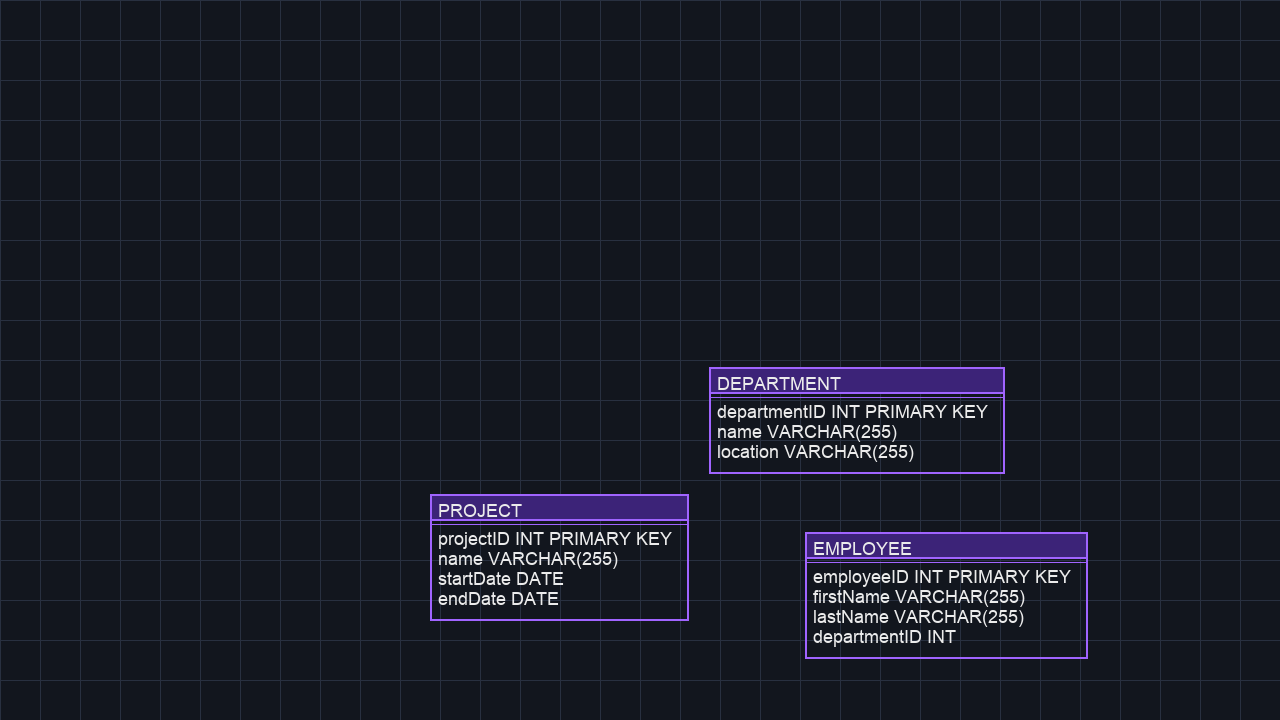 DEPARTMENT
departmentID INT PRIMARY KEY
name VARCHAR(255)
location VARCHAR(255)
PROJECT
projectID INT PRIMARY KEY
name VARCHAR(255)
startDate DATE
endDate DATE
EMPLOYEE
employeeID INT PRIMARY KEY
firstName VARCHAR(255)
lastName VARCHAR(255)
departmentID INT